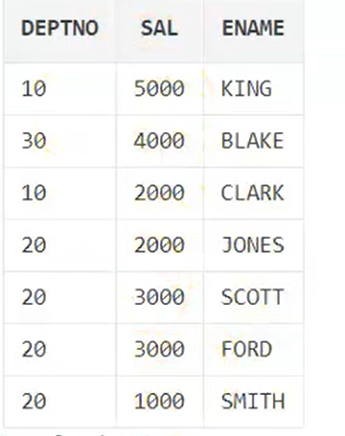 DEPTNO SAL ENAME
10 5000 KING
30 4000 BLAKE
10 2000 CLARK
20 2000 JONES
20 3000 SCOTT
20 3000 FORD
20 1000 SMITH